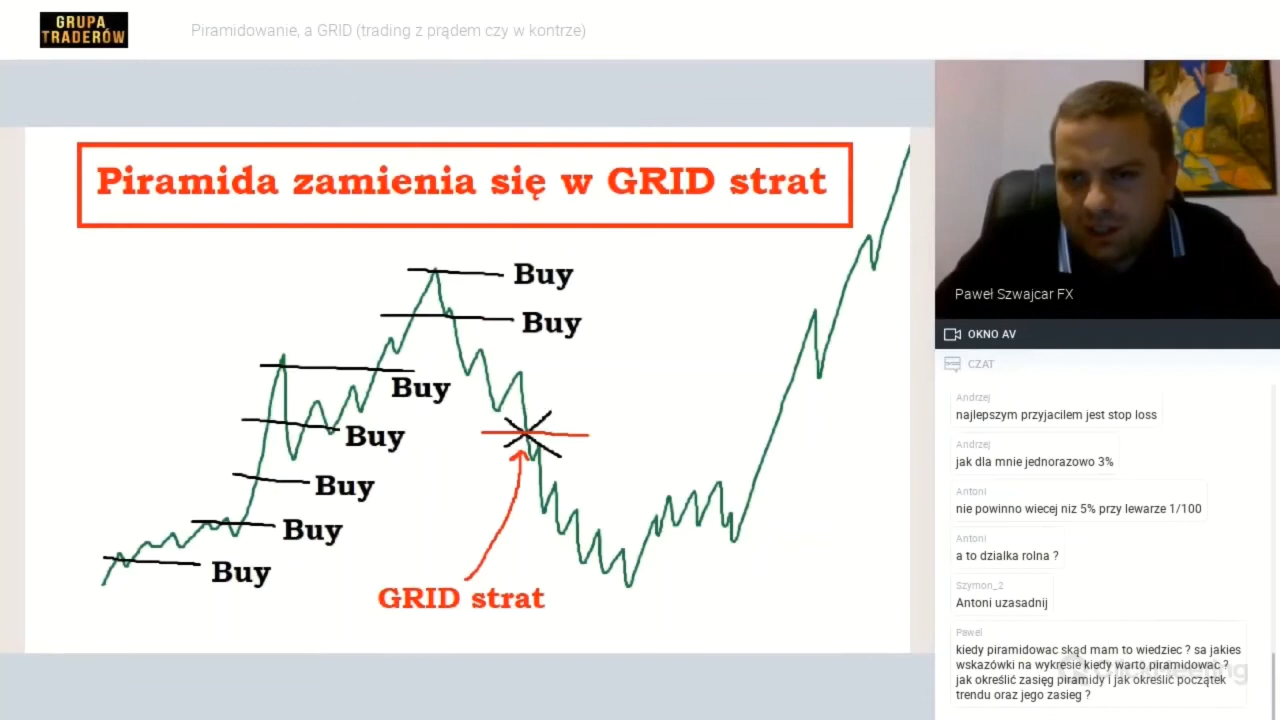 GRUPA
TRADERÓW
Piramidowanie, a GRID (trading z prądem czy w kontrze)
Piramida zamienia się w GRID strat
Buy
Buy
Buy
Buy
Buy
Buy
Buy
GRID strat
Paweł Szwajcar FX
OKNO AV
CZAT
Andrzej
najlepszym przyjacilem jest stop loss
Andrzej
jak dla mnie jednorazowo 3%
Antoni
nie powinno wiecej niz 5% przy lewarze 1/100
Antoni
a to dzialka rolna ?
Szymon_2
Antoni uzasadnij
Pawel
kiedy piramidowac skąd mam to wiedziec ? sa jakies
wskazówki na wykresie kiedy warto piramidowac ?
jak określić zasięg piramidy i jak określić początek
trendu oraz jego zasieg ?